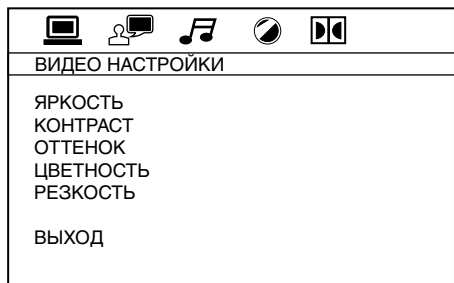 ВИДЕО НАСТРОЙКИ
ЯРКОСТЬ
КОНТРАСТ
ОТТЕНОК
ЦВЕТНОСТЬ
РЕЗКОСТЬ
ВЫХОД